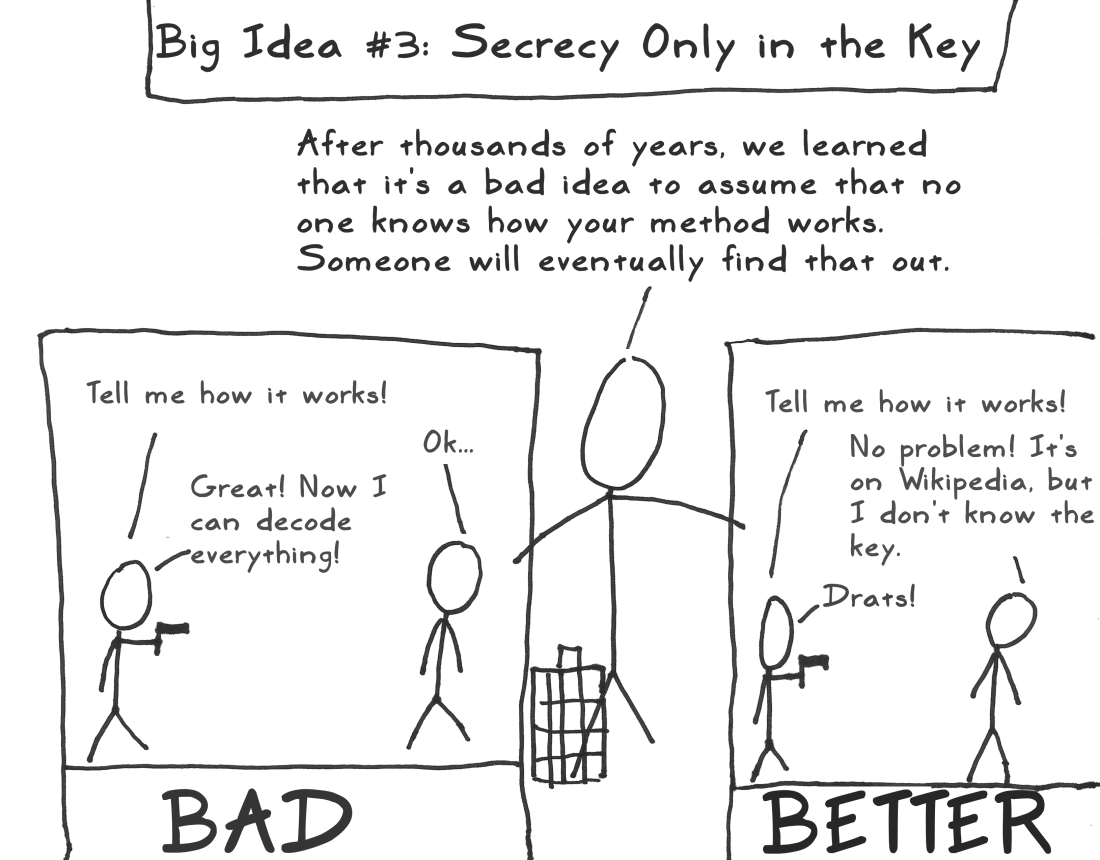 Big Idea #3: Secrecy Only in the Key
After thousands of years, we learned
that it's a bad idea to assume that no
one knows how your method works.
Someone will eventually find that out.
Tell me how it works!
Ok...
Great! Now I
can decode
everything!
BAD
Tell me how it works!
No problem! It's
on Wikipedia, but
I don't know the
key.
Drats!
BETTER